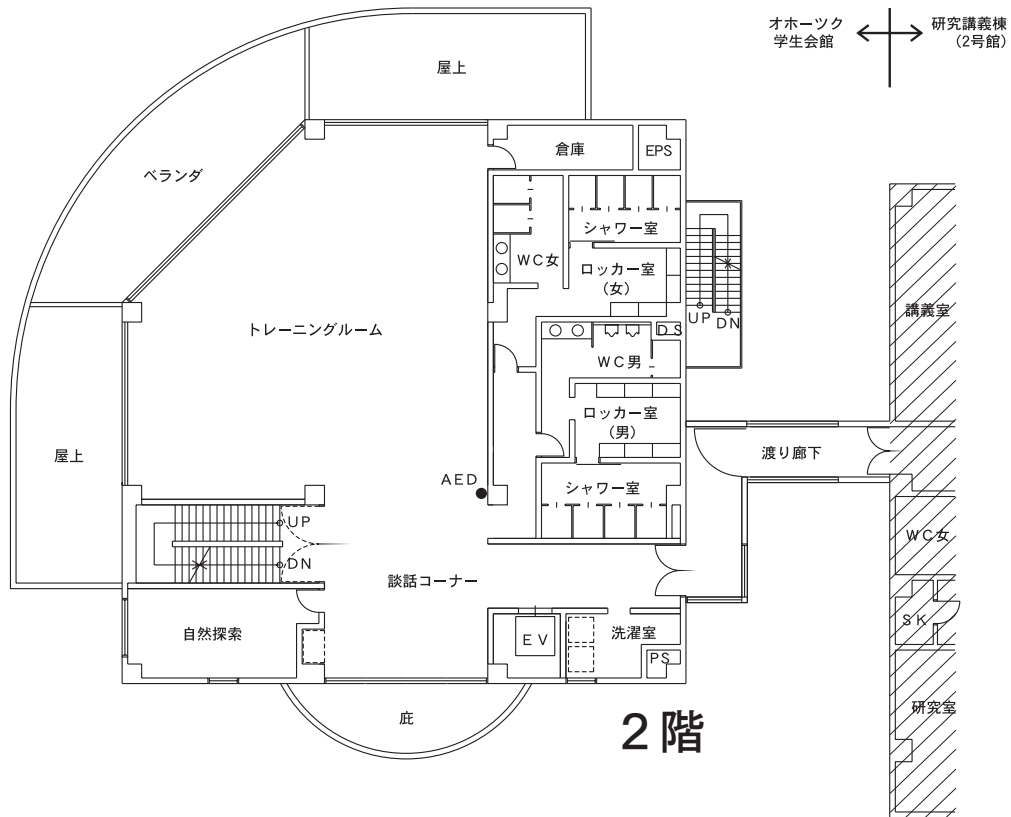 オホーツク
学生会館
研究講義棟
(2号館)
屋上
ベランダ
倉庫
EPS
シャワー室
WC女
ロッカー室
(女)
UP
DN
講義室
トレーニングルーム
DS
WC男
ロッカー室
(男)
屋上
渡り廊下
AED
シャワー室
UP
WC女
DN
談話コーナー
自然探索
EV
洗濯室
SK
PS
研究室
庇
2階